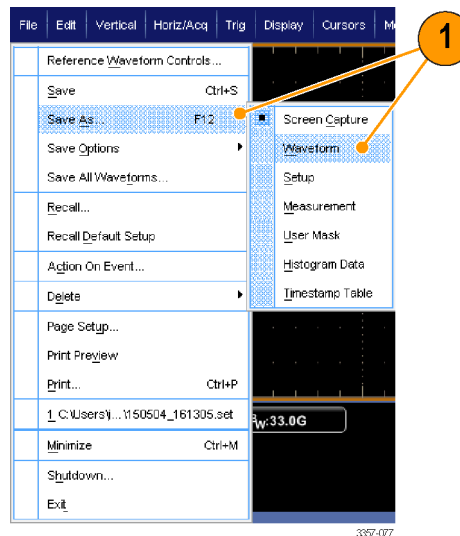 File Edit Vertical Horiz/Acq Trig Display Cursors
1
Reference Waveform Controls...
Save Ctrl+S
Save As... F12
Save Options
Save All Waveforms...
Recall...
Recall Default Setup
Action On Event...
Delete
Page Setup...
Print Preview
Print... Ctrl+P
1 C:\Users\j...\150504_161305.set
Minimize Ctrl+M
Shutdown...
Exit
Screen Capture
Waveform
Setup
Measurement
User Mask
Histogram Data
Timestamp Table
W:33.0G
3357-077